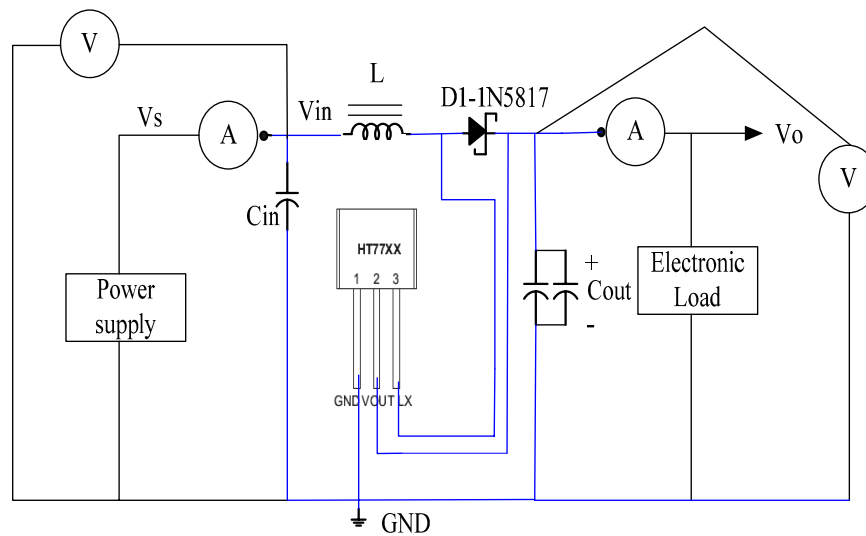 V
L
D1-1N5817
Vs
A
Vin
A
Vo
V
Cin
HT77XX
1 2 3
Power
supply
+
Cout
-
Electronic
Load
GND VOUT LX
GND